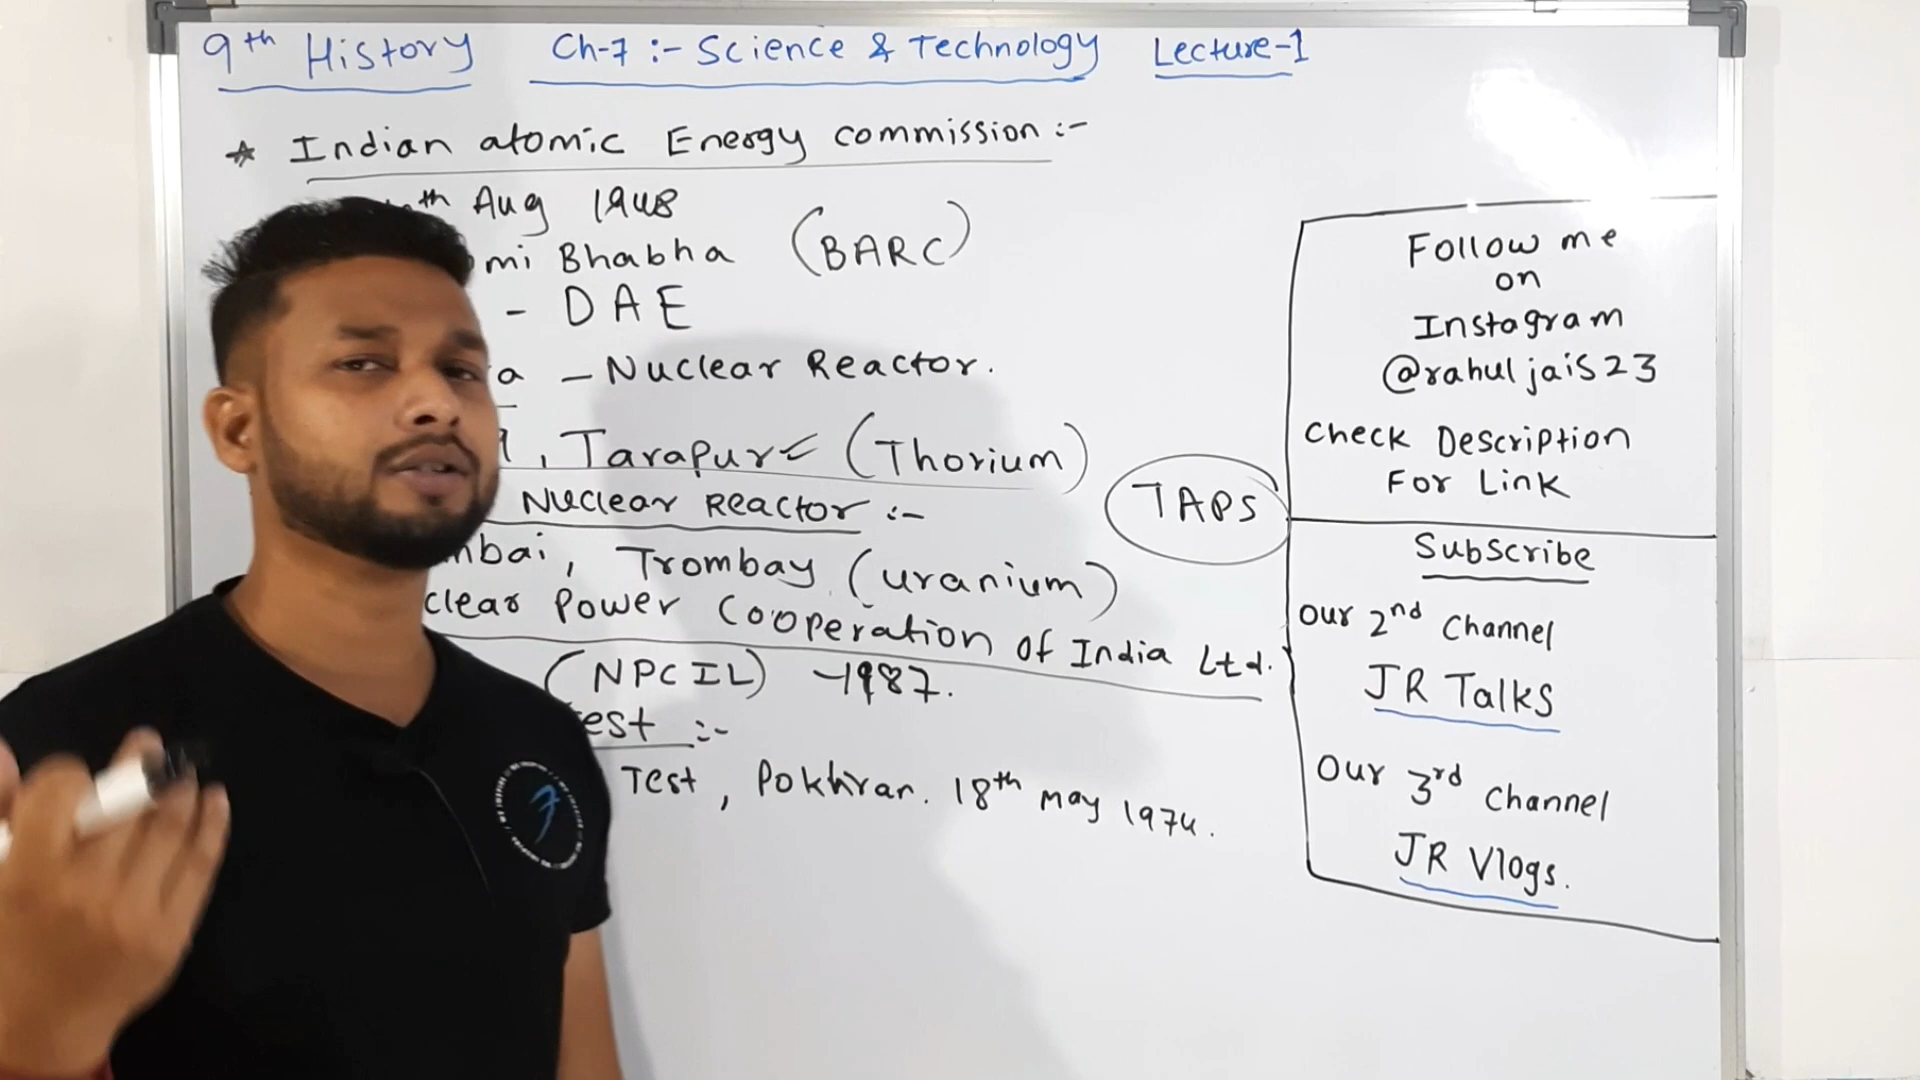 9th History Ch-7 :- Science & Technology Lecture-1
* Indian atomic Energy commission :-
th Aug 1948
mi Bhabha (BARC)
- DAE
a - Nuclear Reactor.
, Tarapur (Thorium)
Nuclear Reactor :-
mbai, Trombay (uranium)
clear Power Cooperation of India Ltd.
(NPCIL) -1987.
est :-
Test, Pokhran. 18th may 1974.
TAPS
Follow me
on
Instagram
@rahuljais23
check Description
For Link
Subscribe
Our 2nd Channel
JR Talks
Our 3rd Channel
JR Vlogs.